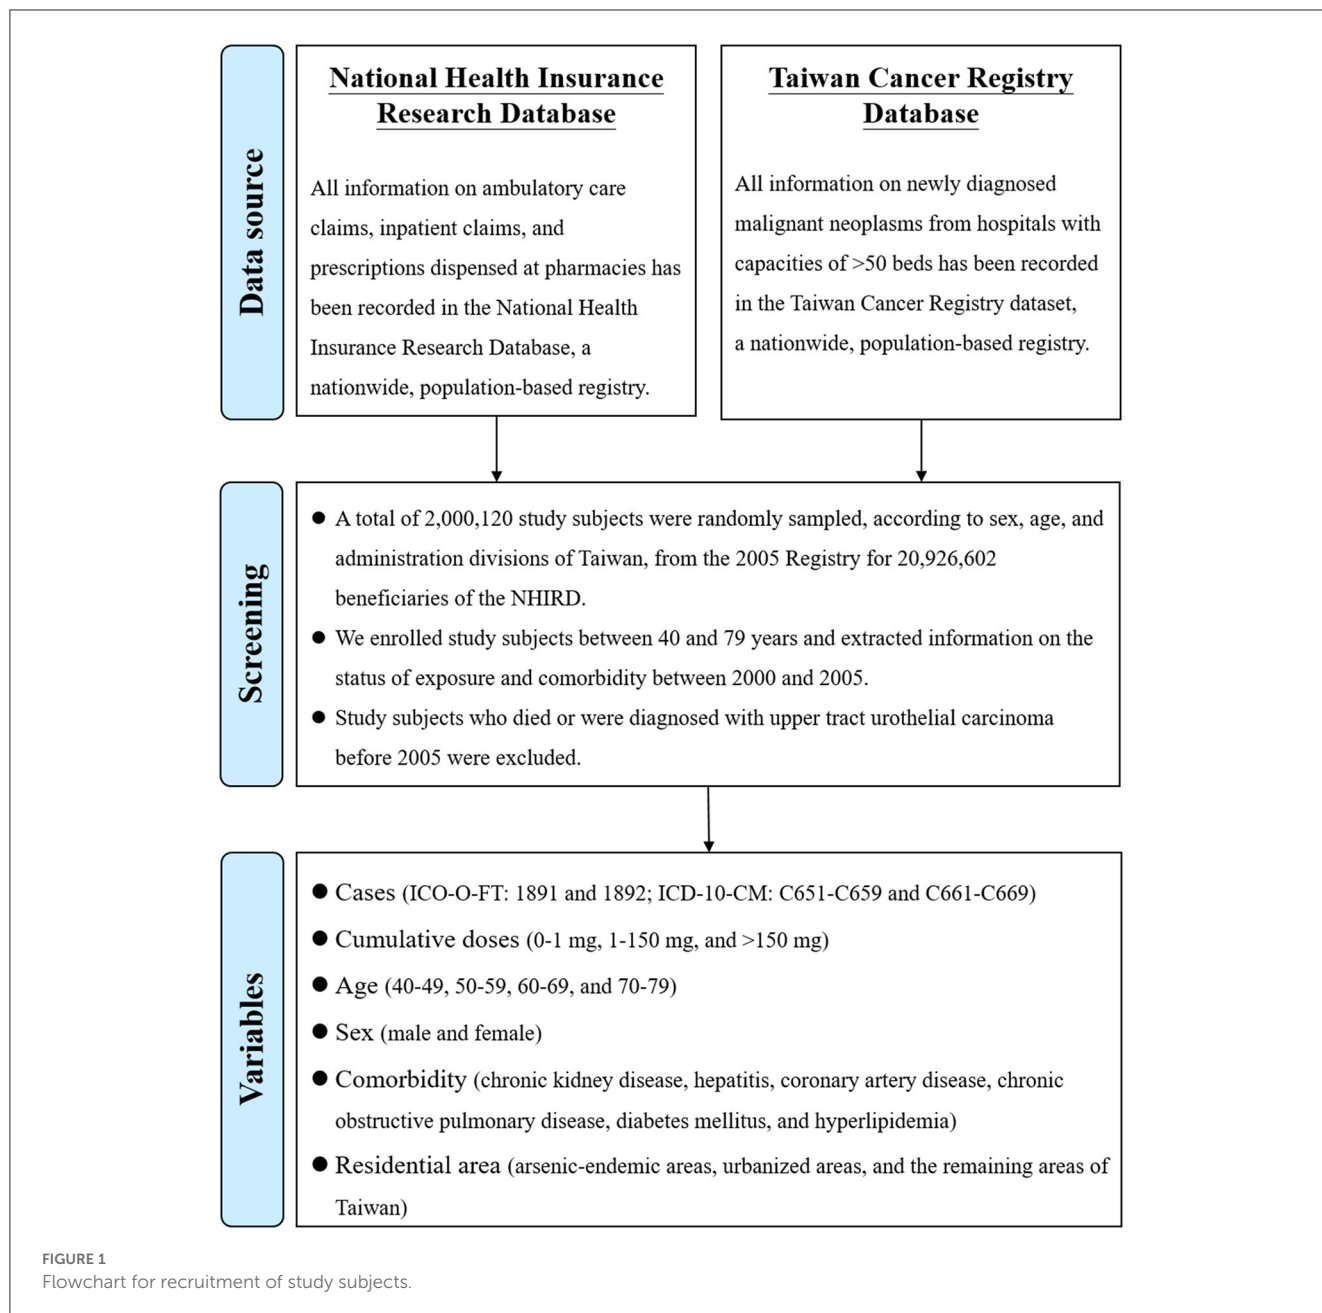 Data source
National Health Insurance
Research Database
All information on ambulatory care
claims, inpatient claims, and
prescriptions dispensed at pharmacies has
been recorded in the National Health
Insurance Research Database, a
nationwide, population-based registry.
Taiwan Cancer Registry
Database
All information on newly diagnosed
malignant neoplasms from hospitals with
capacities of >50 beds has been recorded
in the Taiwan Cancer Registry dataset,
a nationwide, population-based registry.
Screening
● A total of 2,000,120 study subjects were randomly sampled, according to sex, age, and
administration divisions of Taiwan, from the 2005 Registry for 20,926,602
beneficiaries of the NHIRD.
● We enrolled study subjects between 40 and 79 years and extracted information on the
status of exposure and comorbidity between 2000 and 2005.
● Study subjects who died or were diagnosed with upper tract urothelial carcinoma
before 2005 were excluded.
Variables
● Cases (ICO-O-FT: 1891 and 1892; ICD-10-CM: C651-C659 and C661-C669)
● Cumulative doses (0-1 mg, 1-150 mg, and >150 mg)
● Age (40-49, 50-59, 60-69, and 70-79)
● Sex (male and female)
● Comorbidity (chronic kidney disease, hepatitis, coronary artery disease, chronic
obstructive pulmonary disease, diabetes mellitus, and hyperlipidemia)
● Residential area (arsenic-endemic areas, urbanized areas, and the remaining areas of
Taiwan)
FIGURE 1
Flowchart for recruitment of study subjects.